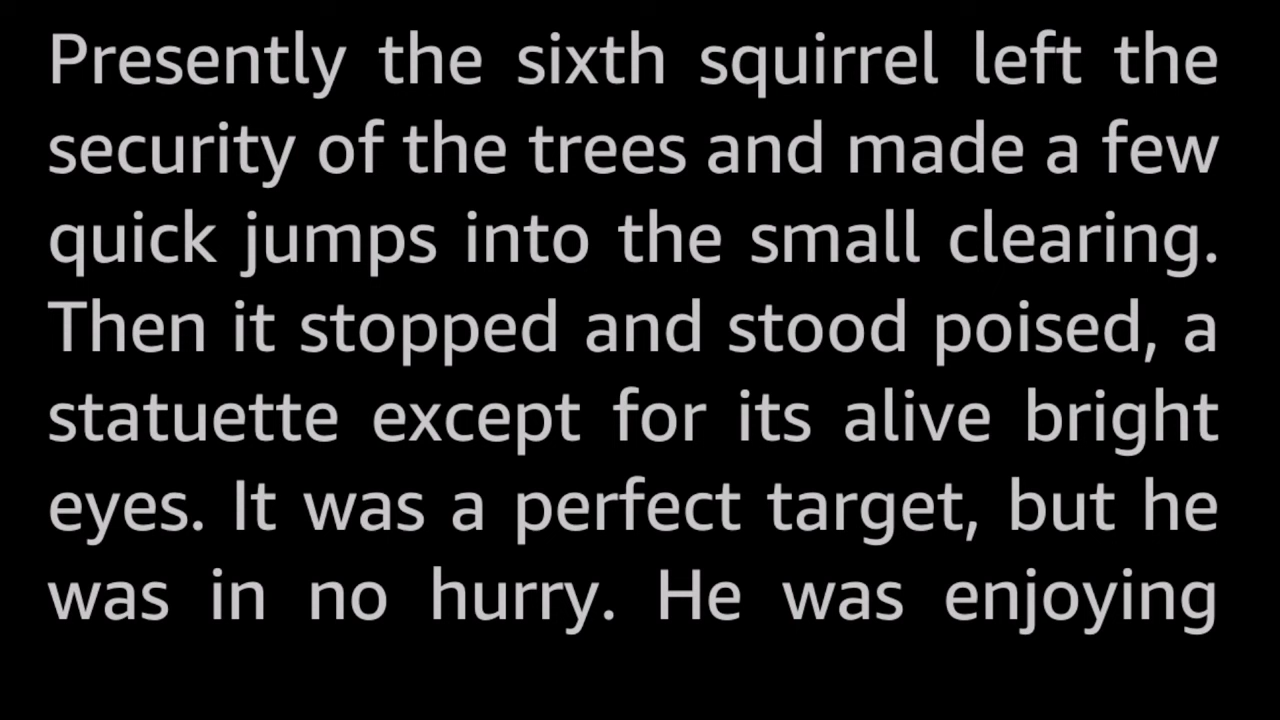 Presently the sixth squirrel left the
security of the trees and made a few
quick jumps into the small clearing.
Then it stopped and stood poised, a
statuette except for its alive bright
eyes. It was a perfect target, but he
was in no hurry. He was enjoying